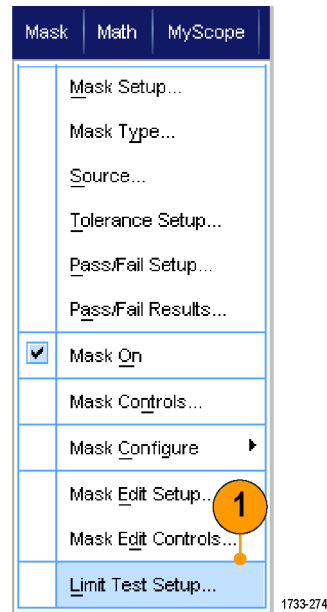 Mask Math MyScope
Mask Setup...
Mask Type...
Source...
Tolerance Setup...
Pass/Fail Setup...
Pass/Fail Results...
Mask On
Mask Controls...
Mask Configure
Mask Edit Setup...
1
Mask Edit Controls...
Limit Test Setup...
1733-274